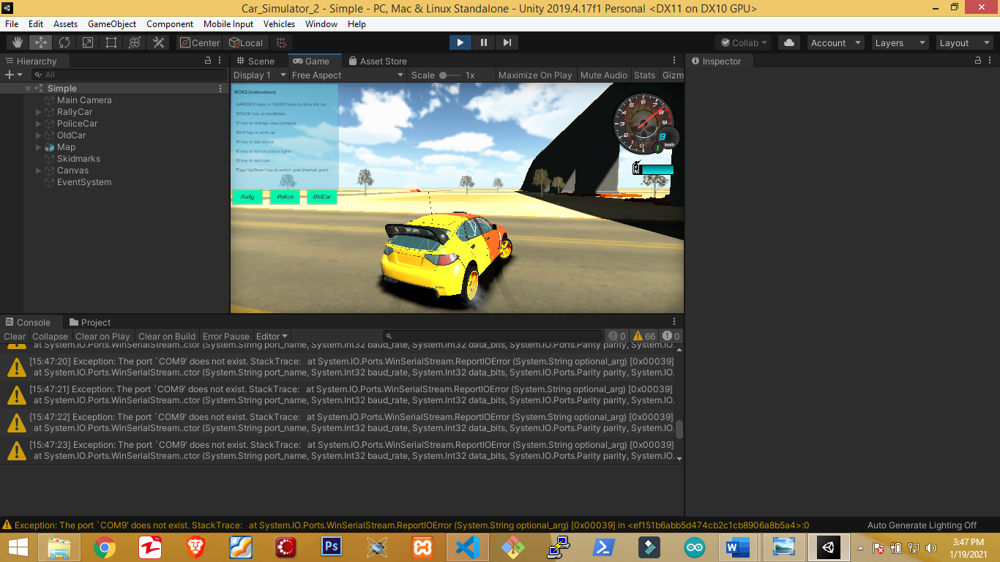 Car_Simulator_2 - Simple - PC, Mac & Linux Standalone - Unity 2019.4.17f1 Personal <DX11 on DX10 GPU>
File Edit Assets GameObject Component Mobile Input Vehicles Window Help
Center Local Collab Account Layers Layout
Hierarchy
All
Simple
Main Camera
RallyCar
PoliceCar
OldCar
Map
Skidmarks
Canvas
EventSystem
Scene Game Asset Store
Display 1 Free Aspect Scale 1x Maximize On Play Mute Audio Stats Gizm
RCK2 (instruction)
'ARROWS' keys or 'WASD' keys to drive the car
'SPACE' key to handbrake
'C' key to change view (camera)
'Shift' key to shift car
'R' key to rest scene
'E' key to trun on police lights
'G' key to rest cars
'Page Up/Down' key to switch gear (manual gear)
Rally Police OldCar
0 1 2 3 4 5 6 7 8 9
9
km/h
1
Inspector
Console Project
Clear Collapse Clear on Play Clear on Build Error Pause Editor 0 66 0
at System.IO.Ports.WinSerialStream..ctor (System.String port_name, System.Int32 baud_rate, System.Int32 data_bits, System.IO.Ports.Parity parity, System.IO.
[15:47:20] Exception: The port `COM9' does not exist. StackTrace: at System.IO.Ports.WinSerialStream.ReportIOError (System.String optional_arg) [0x00039]
at System.IO.Ports.WinSerialStream..ctor (System.String port_name, System.Int32 baud_rate, System.Int32 data_bits, System.IO.Ports.Parity parity, System.IO.
[15:47:21] Exception: The port `COM9' does not exist. StackTrace: at System.IO.Ports.WinSerialStream.ReportIOError (System.String optional_arg) [0x00039]
at System.IO.Ports.WinSerialStream..ctor (System.String port_name, System.Int32 baud_rate, System.Int32 data_bits, System.IO.Ports.Parity parity, System.IO.
[15:47:22] Exception: The port `COM9' does not exist. StackTrace: at System.IO.Ports.WinSerialStream.ReportIOError (System.String optional_arg) [0x00039]
at System.IO.Ports.WinSerialStream..ctor (System.String port_name, System.Int32 baud_rate, System.Int32 data_bits, System.IO.Ports.Parity parity, System.IO.
[15:47:23] Exception: The port `COM9' does not exist. StackTrace: at System.IO.Ports.WinSerialStream.ReportIOError (System.String optional_arg) [0x00039]
at System.IO.Ports.WinSerialStream..ctor (System.String port_name, System.Int32 baud_rate, System.Int32 data_bits, System.IO.Ports.Parity parity, System.IO.
Exception: The port `COM9' does not exist. StackTrace: at System.IO.Ports.WinSerialStream.ReportIOError (System.String optional_arg) [0x00039] in <ef151b6abb5d474cb2c1cb8906a8b5a4>:0
Auto Generate Lighting Off
Ps
3:47 PM
1/19/2021